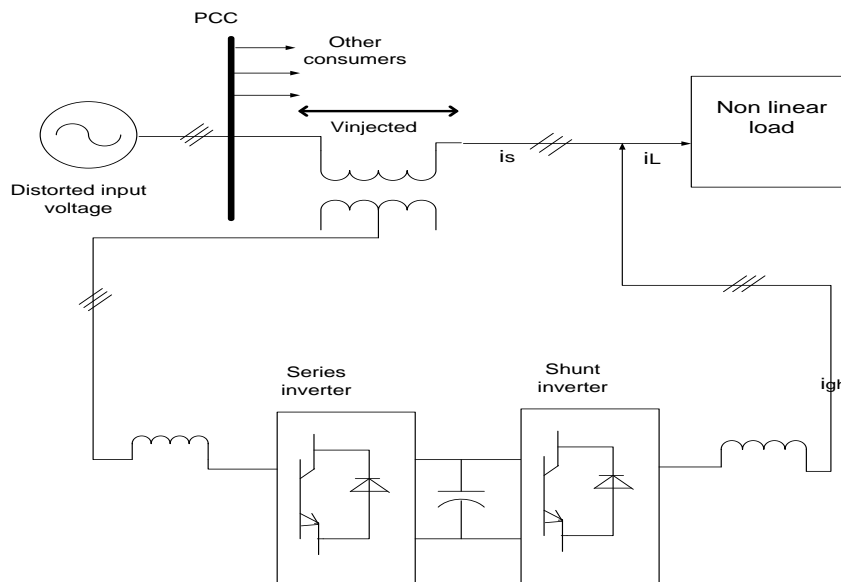 PCC
Other
consumers
Vinjected
Non linear
load
is
iL
Distorted input
voltage
Series
inverter
Shunt
inverter
igh